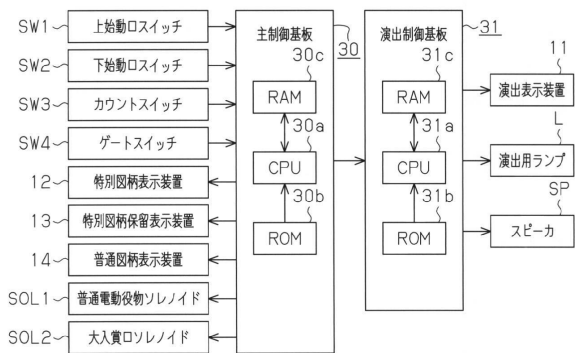 SW1 上始動口スイッチ
SW2 下始動口スイッチ
SW3 カウントスイッチ
SW4 ゲートスイッチ
12 特別図柄表示装置
13 特別図柄保留表示装置
14 普通図柄表示装置
SOL1 普通電動役物ソレノイド
SOL2 大入賞口ソレノイド
主制御基板 30
30c
RAM
30a
CPU
30b
ROM
演出制御基板 31
31c
RAM
31a
CPU
31b
ROM
11
演出表示装置
L
演出用ランプ
SP
スピーカ